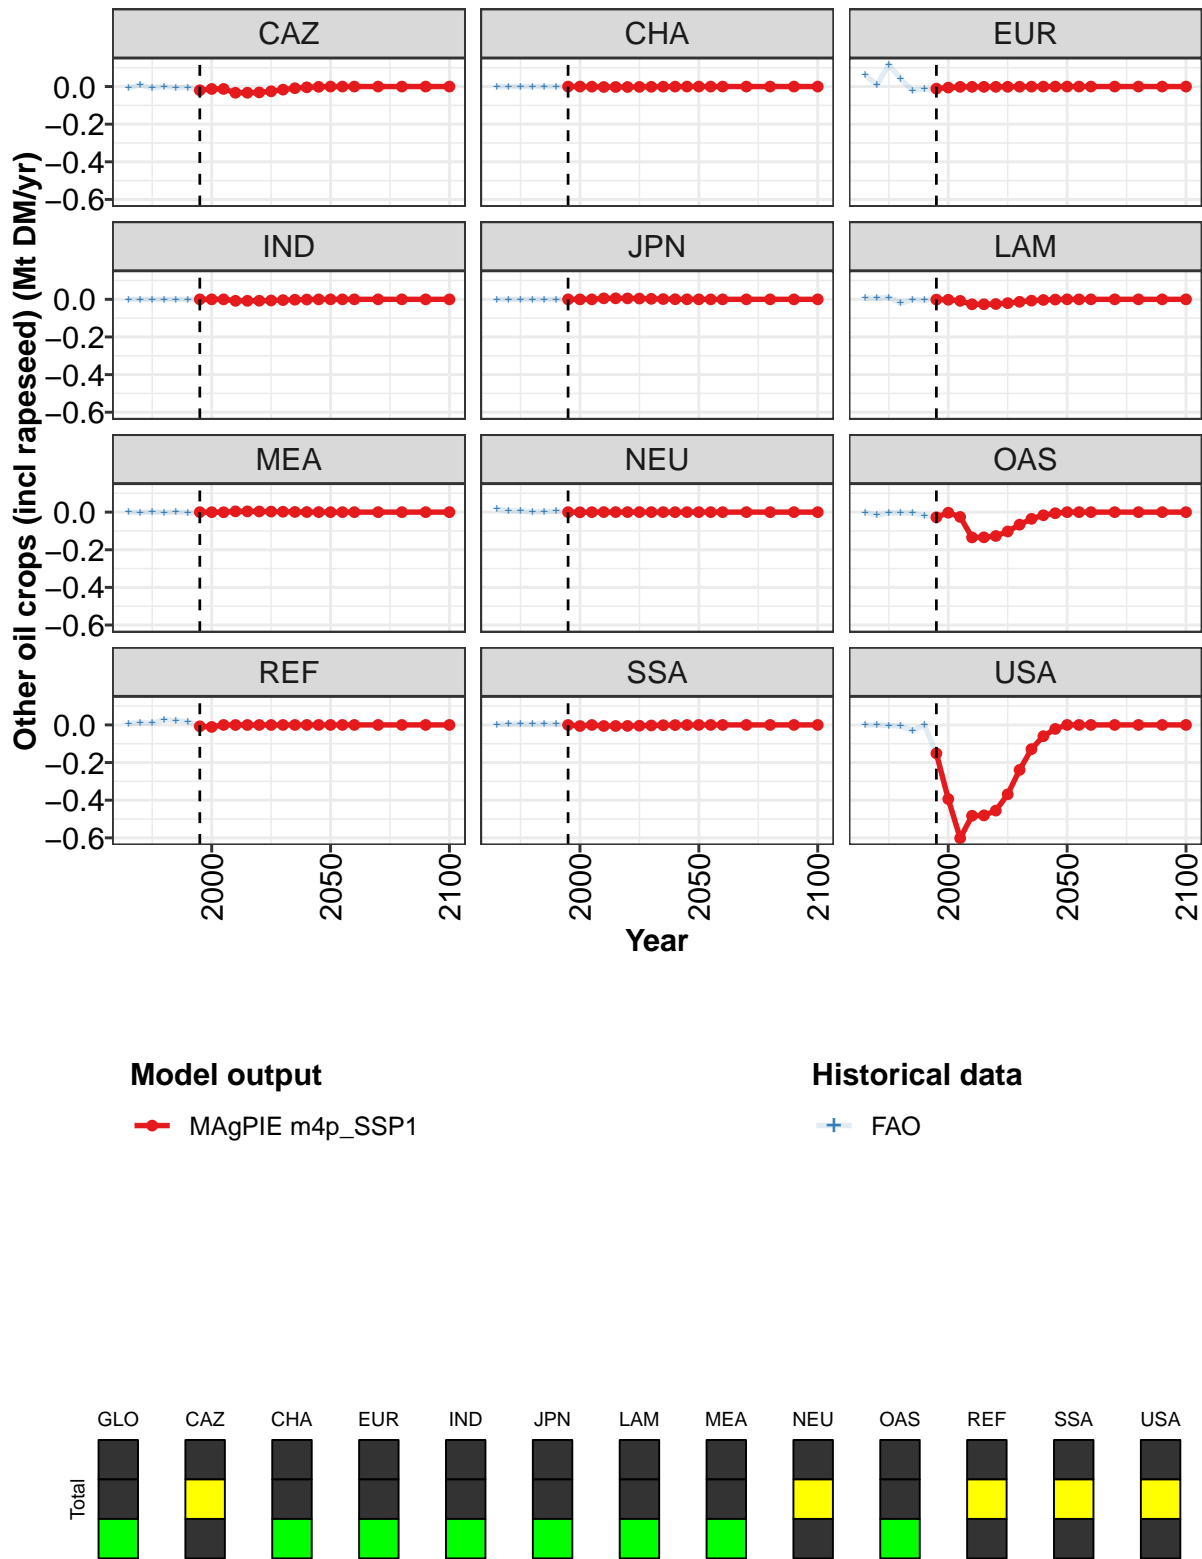 CAZ CHA EUR
0.0
−0.2
−0.4
−0.6
IND JPN LAM
0.0
−0.2
−0.4
−0.6
MEA NEU OAS
0.0
−0.2
−0.4
−0.6
REF SSA USA
0.0
−0.2
−0.4
−0.6
Other oil crops (incl rapeseed) (Mt DM/yr)
2000 2050 2100 2000 2050 2100 2000 2050 2100
Year
Model output Historical data
MAgPIE m4p_SSP1 FAO
GLO CAZ CHA EUR IND JPN LAM MEA NEU OAS REF SSA USA
Total